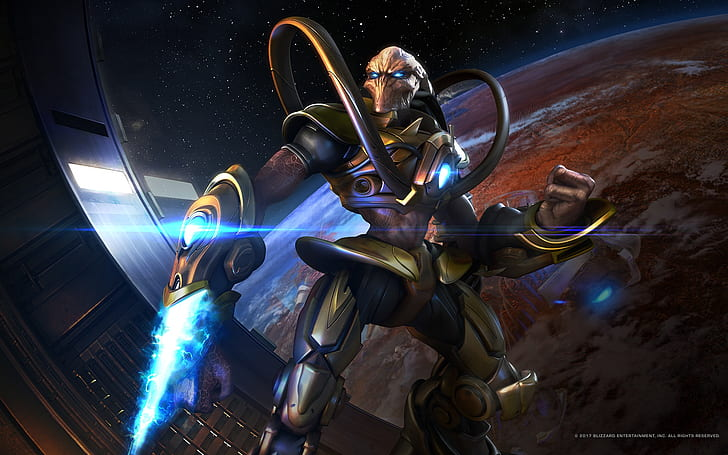 © 2017 BLIZZARD ENTERTAINMENT, INC. ALL RIGHTS RESERVED